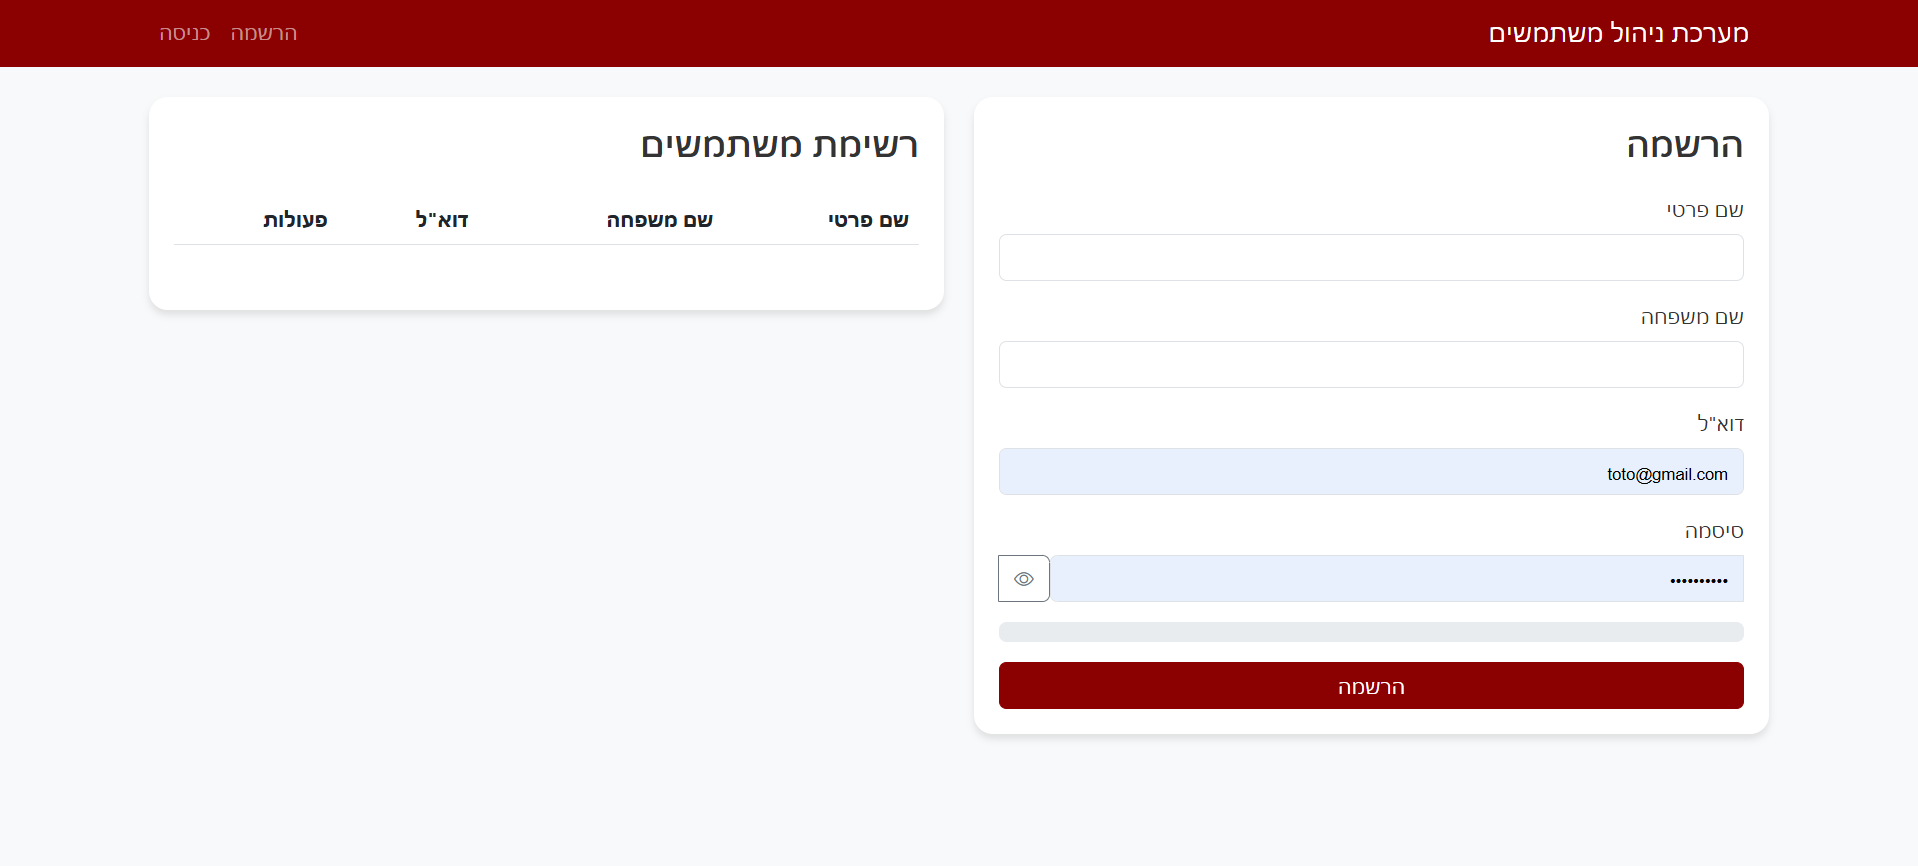 מערכת ניהול משתמשים
הרשמה
כניסה
הרשמה
שם פרטי
שם משפחה
דוא"ל
toto@gmail.com
סיסמה
••••••••••
הרשמה
רשימת משתמשים
שם פרטי שם משפחה דוא"ל פעולות